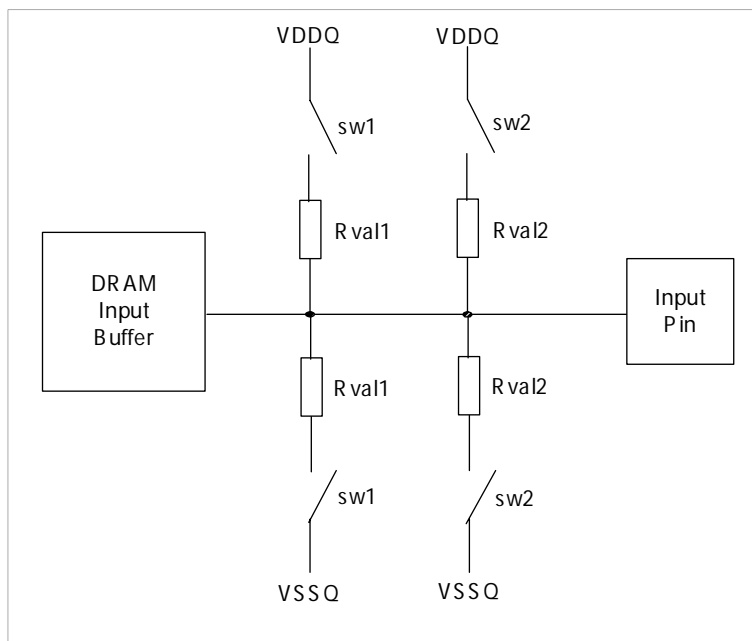 VDDQ
VDDQ
sw1
sw2
Rval1
Rval2
DRAM
Input
Buffer
Input
Pin
Rval1
Rval2
sw1
sw2
VSSQ
VSSQ